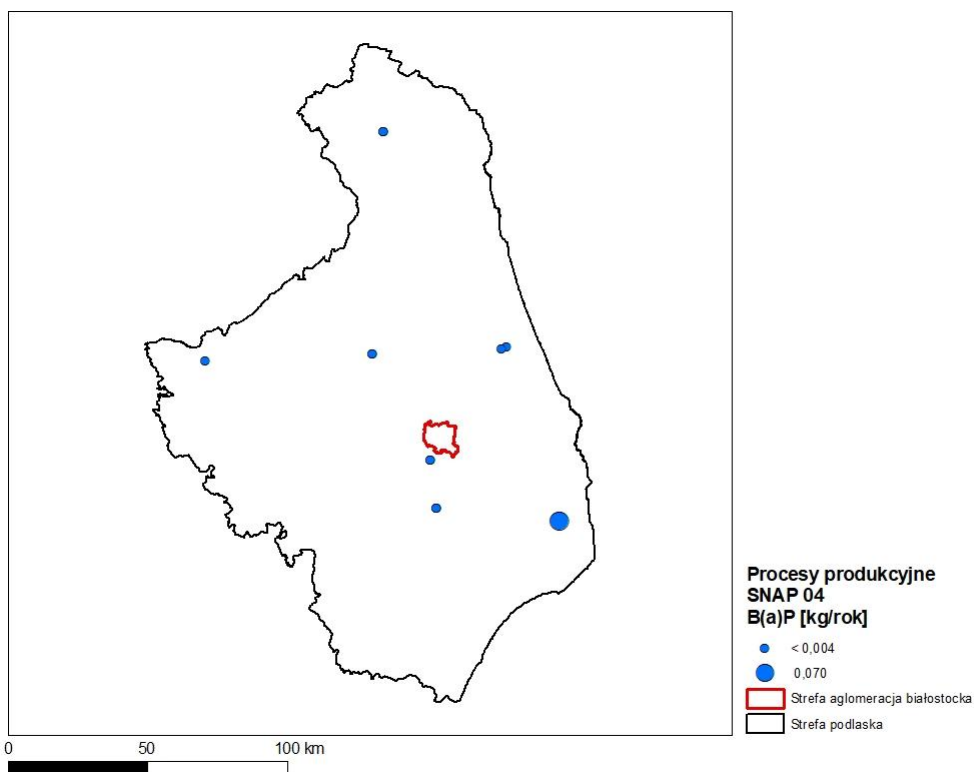 Procesy produkcyjne
SNAP 04
B(a)P [kg/rok]
< 0,004
0,070
Strefa aglomeracja białostocka
Strefa podlaska
0 50 100 km